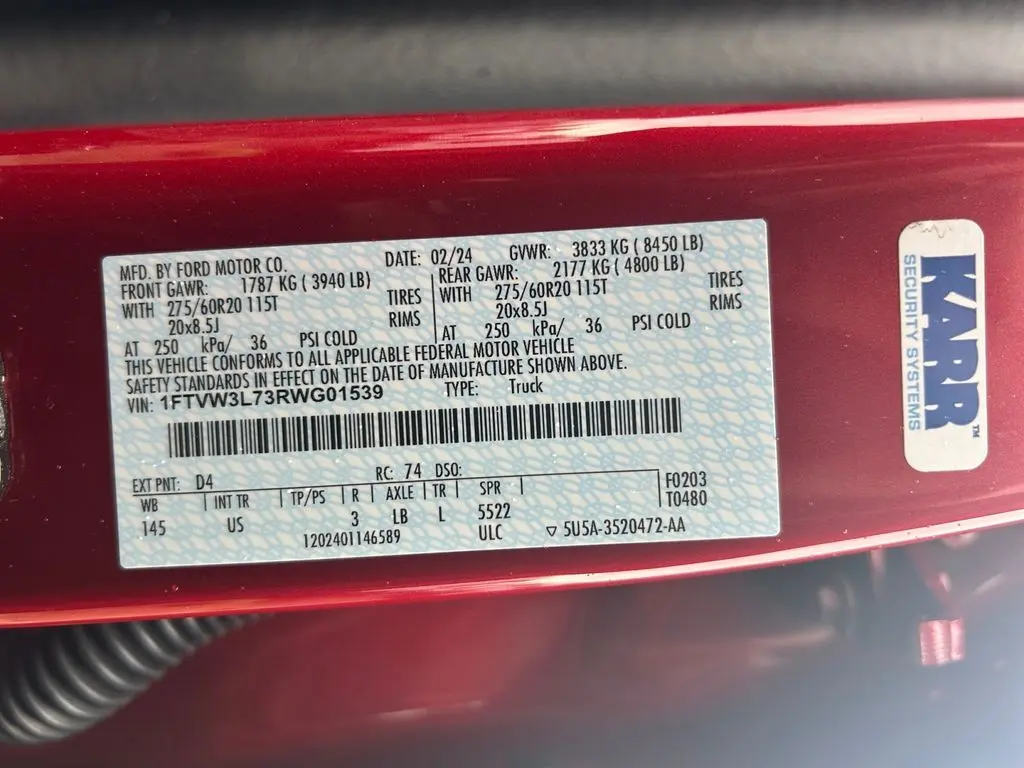 MFD. BY FORD MOTOR CO. DATE: 02/24 GVWR: 3833 KG ( 8450 LB)
FRONT GAWR: 1787 KG ( 3940 LB) REAR GAWR: 2177 KG ( 4800 LB)
WITH 275/60R20 115T TIRES WITH 275/60R20 115T TIRES
20x8.5J RIMS 20x8.5J RIMS
AT 250 kPa/ 36 PSI COLD AT 250 kPa/ 36 PSI COLD
THIS VEHICLE CONFORMS TO ALL APPLICABLE FEDERAL MOTOR VEHICLE
SAFETY STANDARDS IN EFFECT ON THE DATE OF MANUFACTURE SHOWN ABOVE.
VIN: 1FTVW3L73RWG01539 TYPE: Truck
EXT PNT: D4 RC: 74 DSO:
WB INT TR TP/PS R AXLE TR SPR F0203
145 US 3 LB L 5522 T0480
1202401146589 ULC ▽ 5U5A-3520472-AA
KARR™
SECURITY SYSTEMS